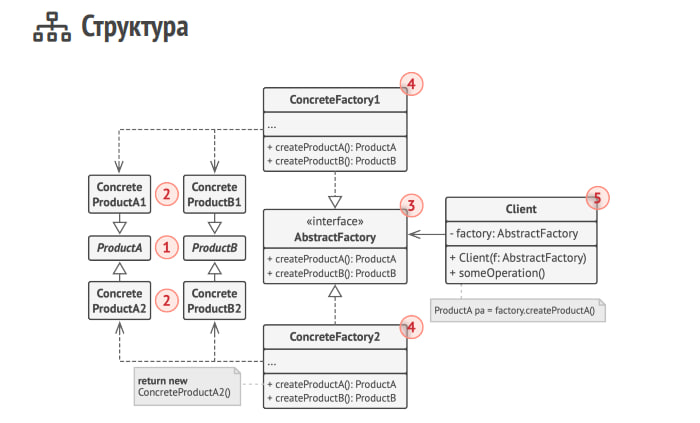 Структура
ConcreteFactory1
4
...
+ createProductA(): ProductA
+ createProductB(): ProductB
Concrete
ProductA1
2
Concrete
ProductB1
ProductA
1
ProductB
Concrete
ProductA2
2
Concrete
ProductB2
3
«interface»
AbstractFactory
+ createProductA(): ProductA
+ createProductB(): ProductB
5
Client
- factory: AbstractFactory
+ Client(f: AbstractFactory)
+ someOperation()
ProductA pa = factory.createProductA()
4
ConcreteFactory2
...
+ createProductA(): ProductA
+ createProductB(): ProductB
return new
ConcreteProductA2()